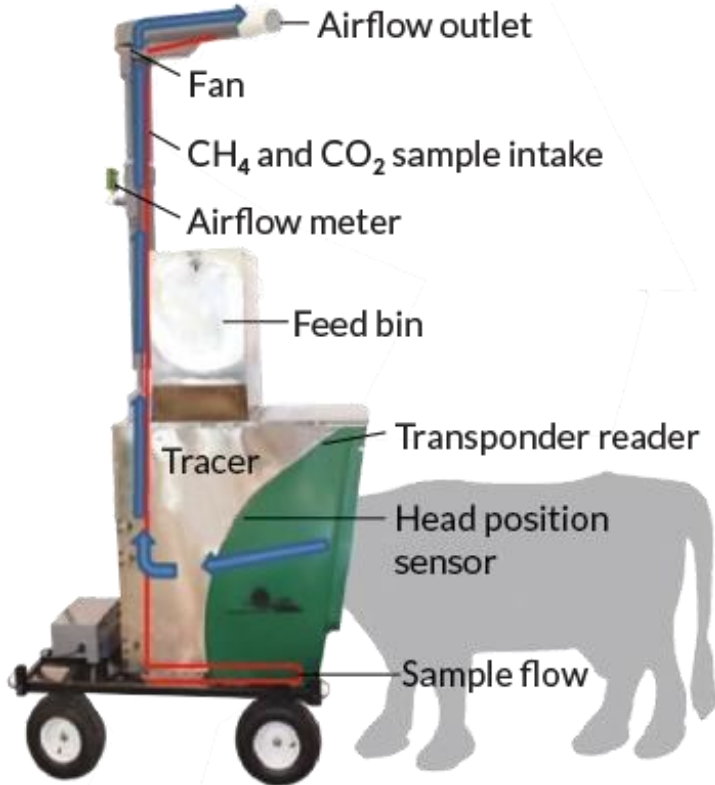 Airflow outlet
Fan
CH₄ and CO₂ sample intake
Airflow meter
Feed bin
Transponder reader
Tracer
Head position
sensor
Sample flow